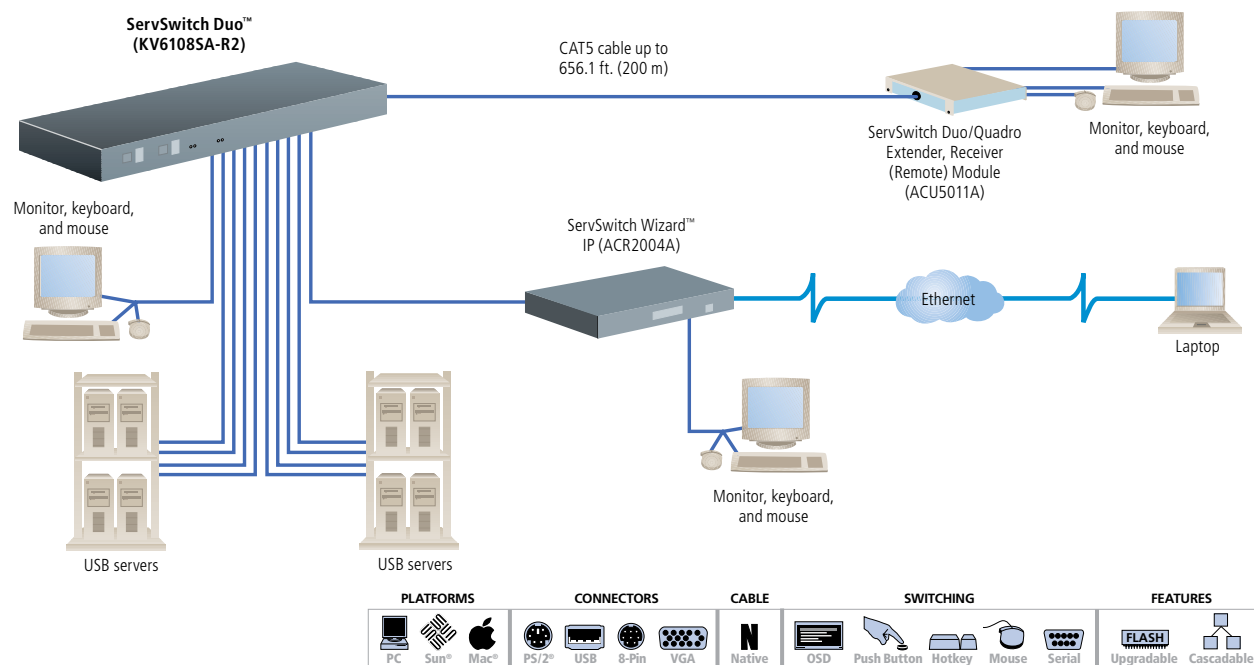 ServSwitch Duo™
(KV6108SA-R2)
CAT5 cable up to
656.1 ft. (200 m)
ServSwitch Duo/Quadro
Extender, Receiver
(Remote) Module
(ACU5011A)
Monitor, keyboard,
and mouse
Monitor, keyboard,
and mouse
ServSwitch Wizard™
IP (ACR2004A)
Ethernet
Laptop
Monitor, keyboard,
and mouse
USB servers
USB servers
PLATFORMS
CONNECTORS
CABLE
SWITCHING
FEATURES
N
FLASH
PC
Sun®
Mac®
PS/2®
USB
8-Pin
VGA
Native
OSD
Push Button
Hotkey
Mouse
Serial
Upgradable
Cascadable